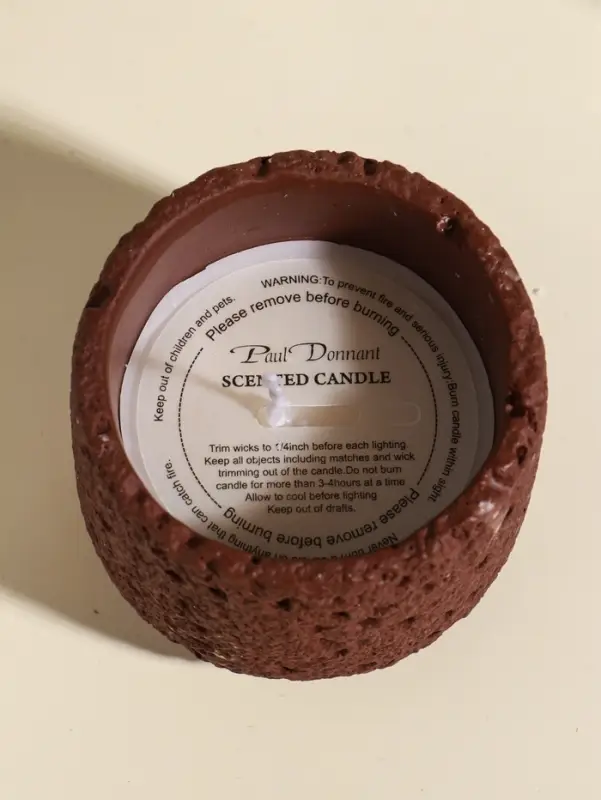 WARNING:To prevent fire and serious injury:Burn candle within sight.
Never
on anything that can catch fire.
Keep out of children and pets.
Please remove before burning
Paul Donnant
SCENTED CANDLE
Trim wicks to 1/4inch before each lighting.
Keep all objects including matches and wick
trimming out of the candle.Do not burn
candle for more than 3-4hours at a time
Allow to cool before lighting
Keep out of drafts.
Please remove before burning